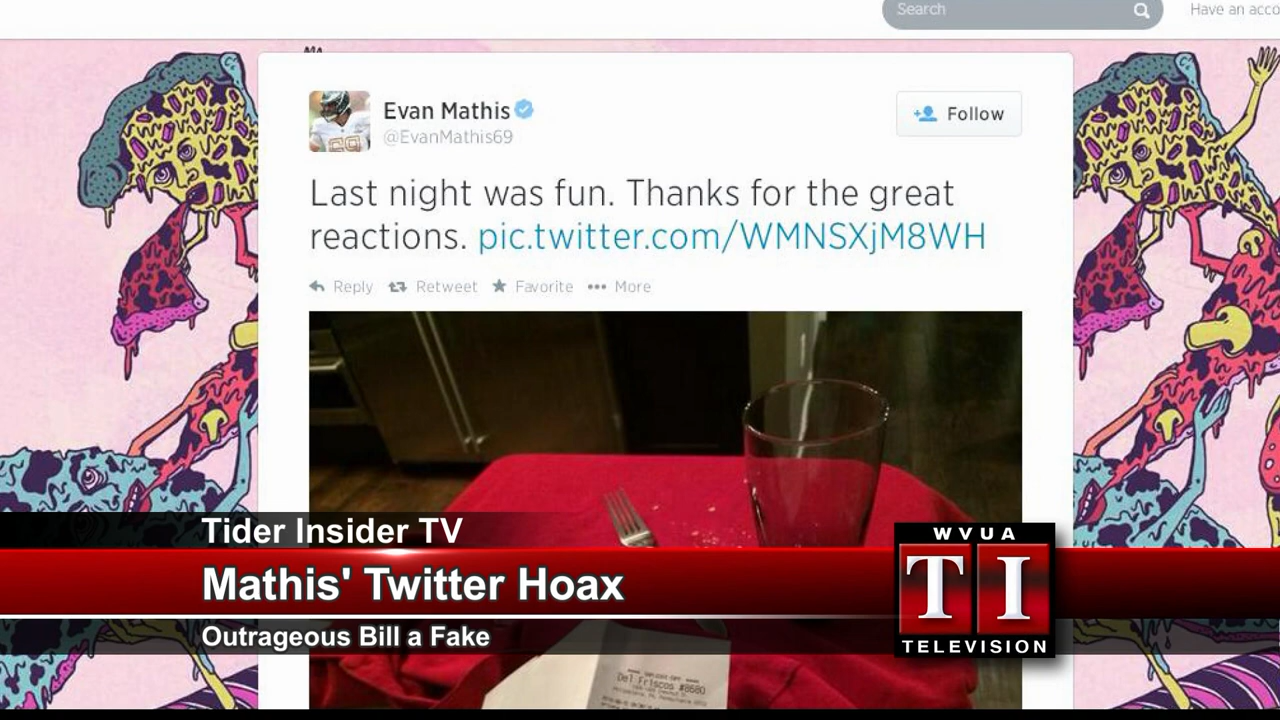 Search
Have an acco
Evan Mathis
@EvanMathis69
Follow
Last night was fun. Thanks for the great
reactions. pic.twitter.com/WMNSXjM8WH
Reply Retweet Favorite More
Tider Insider TV
Mathis' Twitter Hoax
Outrageous Bill a Fake
WVUA
TI
TELEVISION
Del Friscos #8680
Philadelphia, Pennsylvania